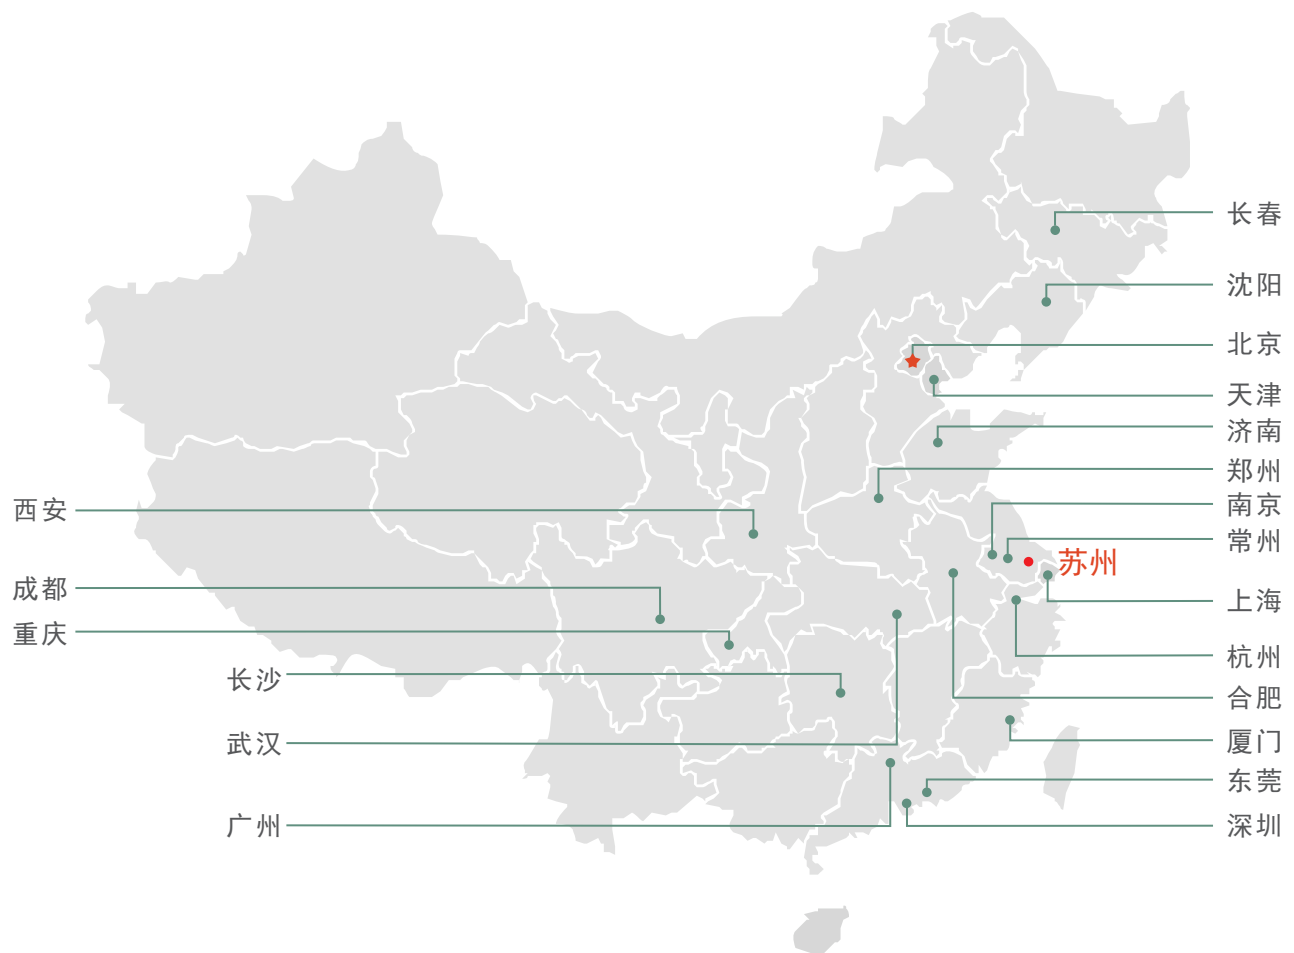 长春
沈阳
北京
天津
济南
郑州
南京
常州
苏州
上海
杭州
合肥
厦门
东莞
深圳
西安
成都
重庆
长沙
武汉
广州